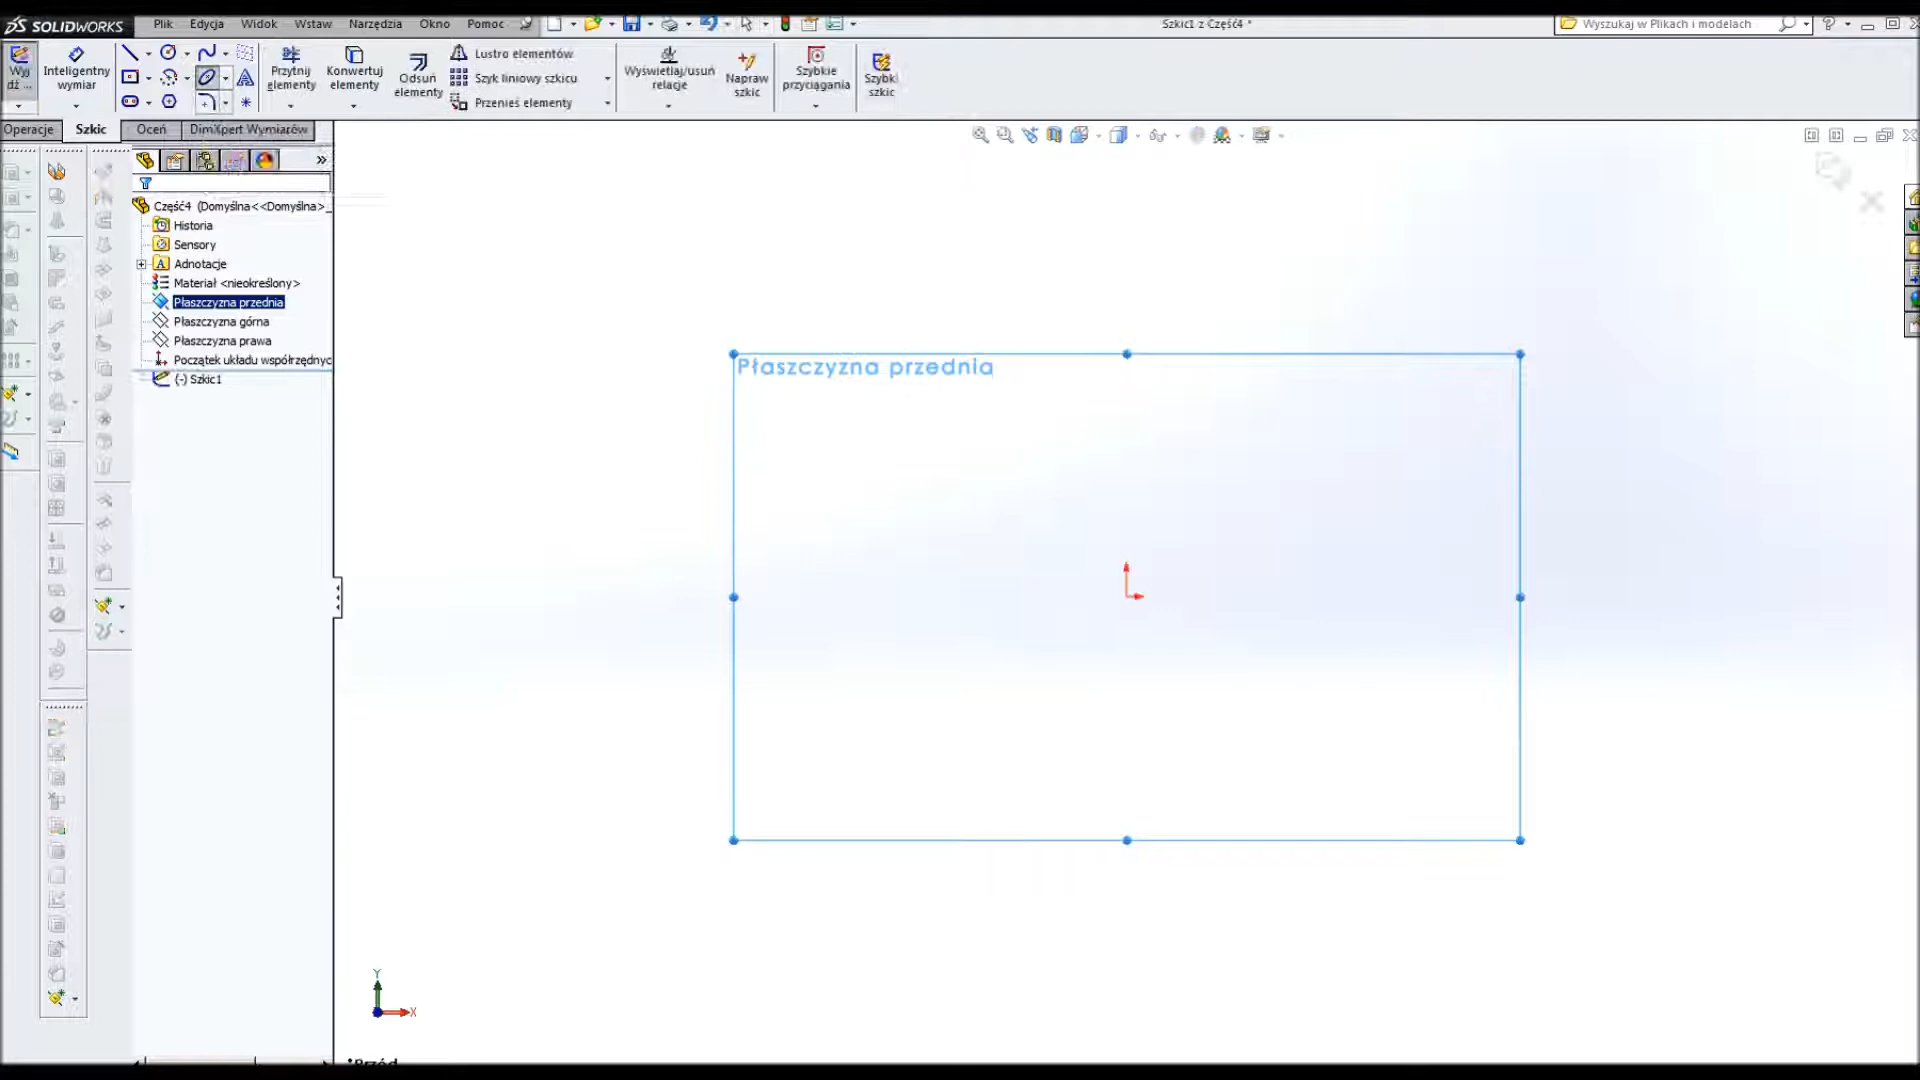 SOLIDWORKS Plik Edycja Widok Wstaw Narzędzia Okno Pomoc Szkic1 z Część4 * Wyszukaj w Plikach i modelach ?
Wyj
dź ...
Inteligentny
wymiar
Przytnij
elementy
Konwertuj
elementy
Odsuń
elementy
Lustro elementów
Szyk liniowy szkicu
Przenieś elementy
Wyświetlaj/usuń
relacje
Napraw
szkic
Szybkie
przyciągania
Szybki
szkic
Operacje Szkic Oceń DimXpert Wymiarów
»
Część4 (Domyślna<<Domyślna>_
Historia
Sensory
A Adnotacje
Materiał <nieokreślony>
Płaszczyzna przednia
Płaszczyzna górna
Płaszczyzna prawa
Początek układu współrzędnyc
(-) Szkic1
Płaszczyzna przednia
Y
X
*Przód